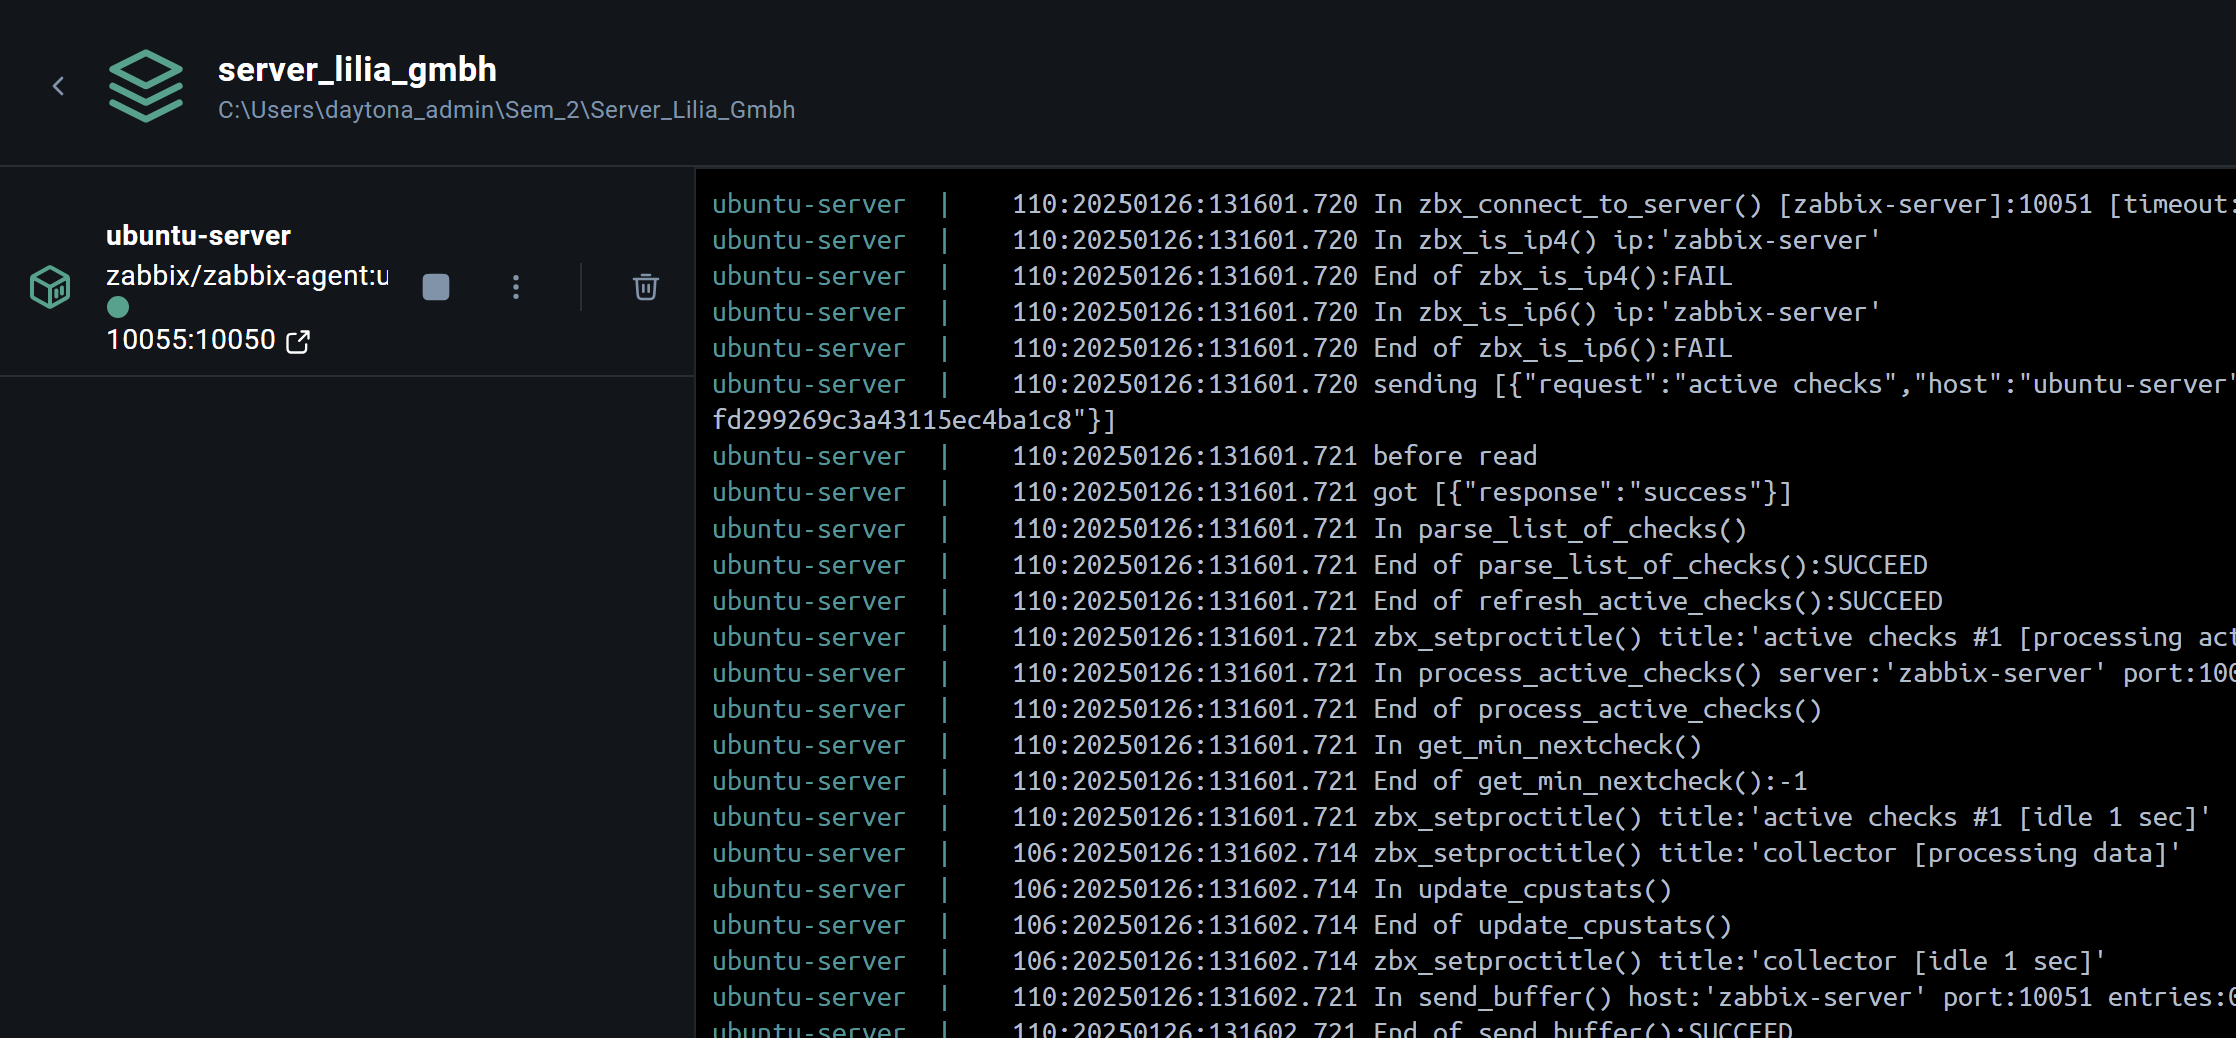 server_lilia_gmbh
C:\Users\daytona_admin\Sem_2\Server_Lilia_Gmbh
ubuntu-server
zabbix/zabbix-agent:u
10055:10050
ubuntu-server | 110:20250126:131601.720 In zbx_connect_to_server() [zabbix-server]:10051 [timeout:
ubuntu-server | 110:20250126:131601.720 In zbx_is_ip4() ip:'zabbix-server'
ubuntu-server | 110:20250126:131601.720 End of zbx_is_ip4():FAIL
ubuntu-server | 110:20250126:131601.720 In zbx_is_ip6() ip:'zabbix-server'
ubuntu-server | 110:20250126:131601.720 End of zbx_is_ip6():FAIL
ubuntu-server | 110:20250126:131601.720 sending [{"request":"active checks","host":"ubuntu-server"
fd299269c3a43115ec4ba1c8"}]
ubuntu-server | 110:20250126:131601.721 before read
ubuntu-server | 110:20250126:131601.721 got [{"response":"success"}]
ubuntu-server | 110:20250126:131601.721 In parse_list_of_checks()
ubuntu-server | 110:20250126:131601.721 End of parse_list_of_checks():SUCCEED
ubuntu-server | 110:20250126:131601.721 End of refresh_active_checks():SUCCEED
ubuntu-server | 110:20250126:131601.721 zbx_setproctitle() title:'active checks #1 [processing act
ubuntu-server | 110:20250126:131601.721 In process_active_checks() server:'zabbix-server' port:100
ubuntu-server | 110:20250126:131601.721 End of process_active_checks()
ubuntu-server | 110:20250126:131601.721 In get_min_nextcheck()
ubuntu-server | 110:20250126:131601.721 End of get_min_nextcheck():-1
ubuntu-server | 110:20250126:131601.721 zbx_setproctitle() title:'active checks #1 [idle 1 sec]'
ubuntu-server | 106:20250126:131602.714 zbx_setproctitle() title:'collector [processing data]'
ubuntu-server | 106:20250126:131602.714 In update_cpustats()
ubuntu-server | 106:20250126:131602.714 End of update_cpustats()
ubuntu-server | 106:20250126:131602.714 zbx_setproctitle() title:'collector [idle 1 sec]'
ubuntu-server | 110:20250126:131602.721 In send_buffer() host:'zabbix-server' port:10051 entries:0
ubuntu-server | 110:20250126:131602.721 End of send_buffer():SUCCEED